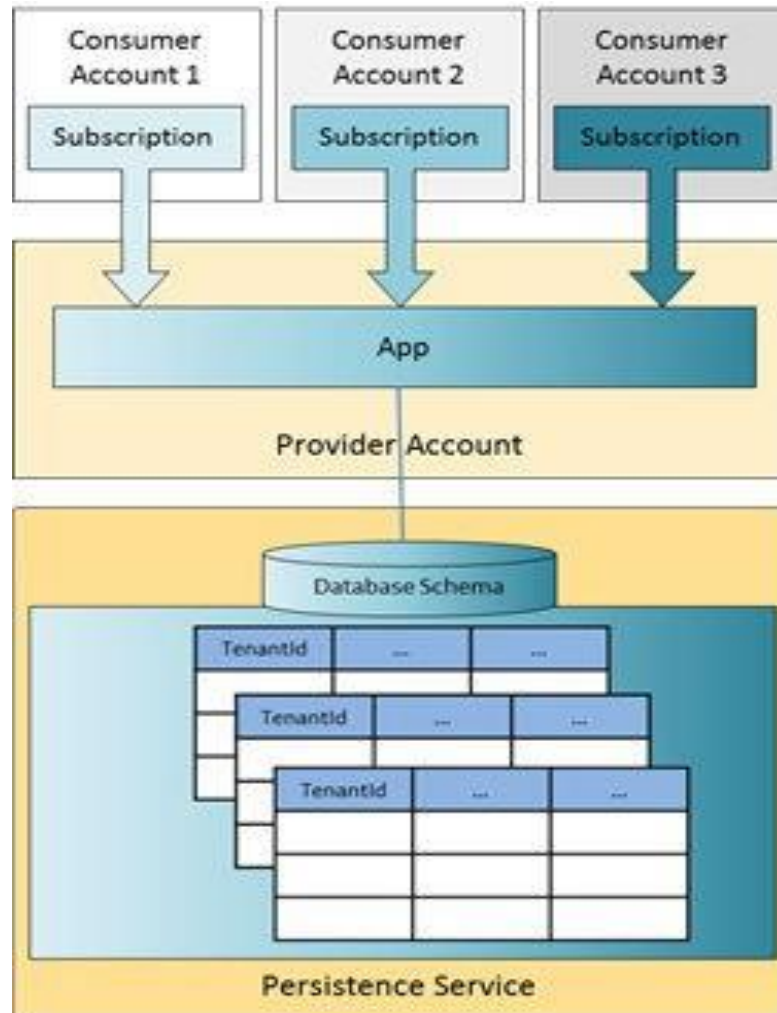 Consumer
Account 1
Consumer
Account 2
Consumer
Account 3
Subscription
Subscription
Subscription
App
Provider Account
Database Schema
TenantId ... ...
TenantId ... ...
TenantId ... ...
Persistence Service